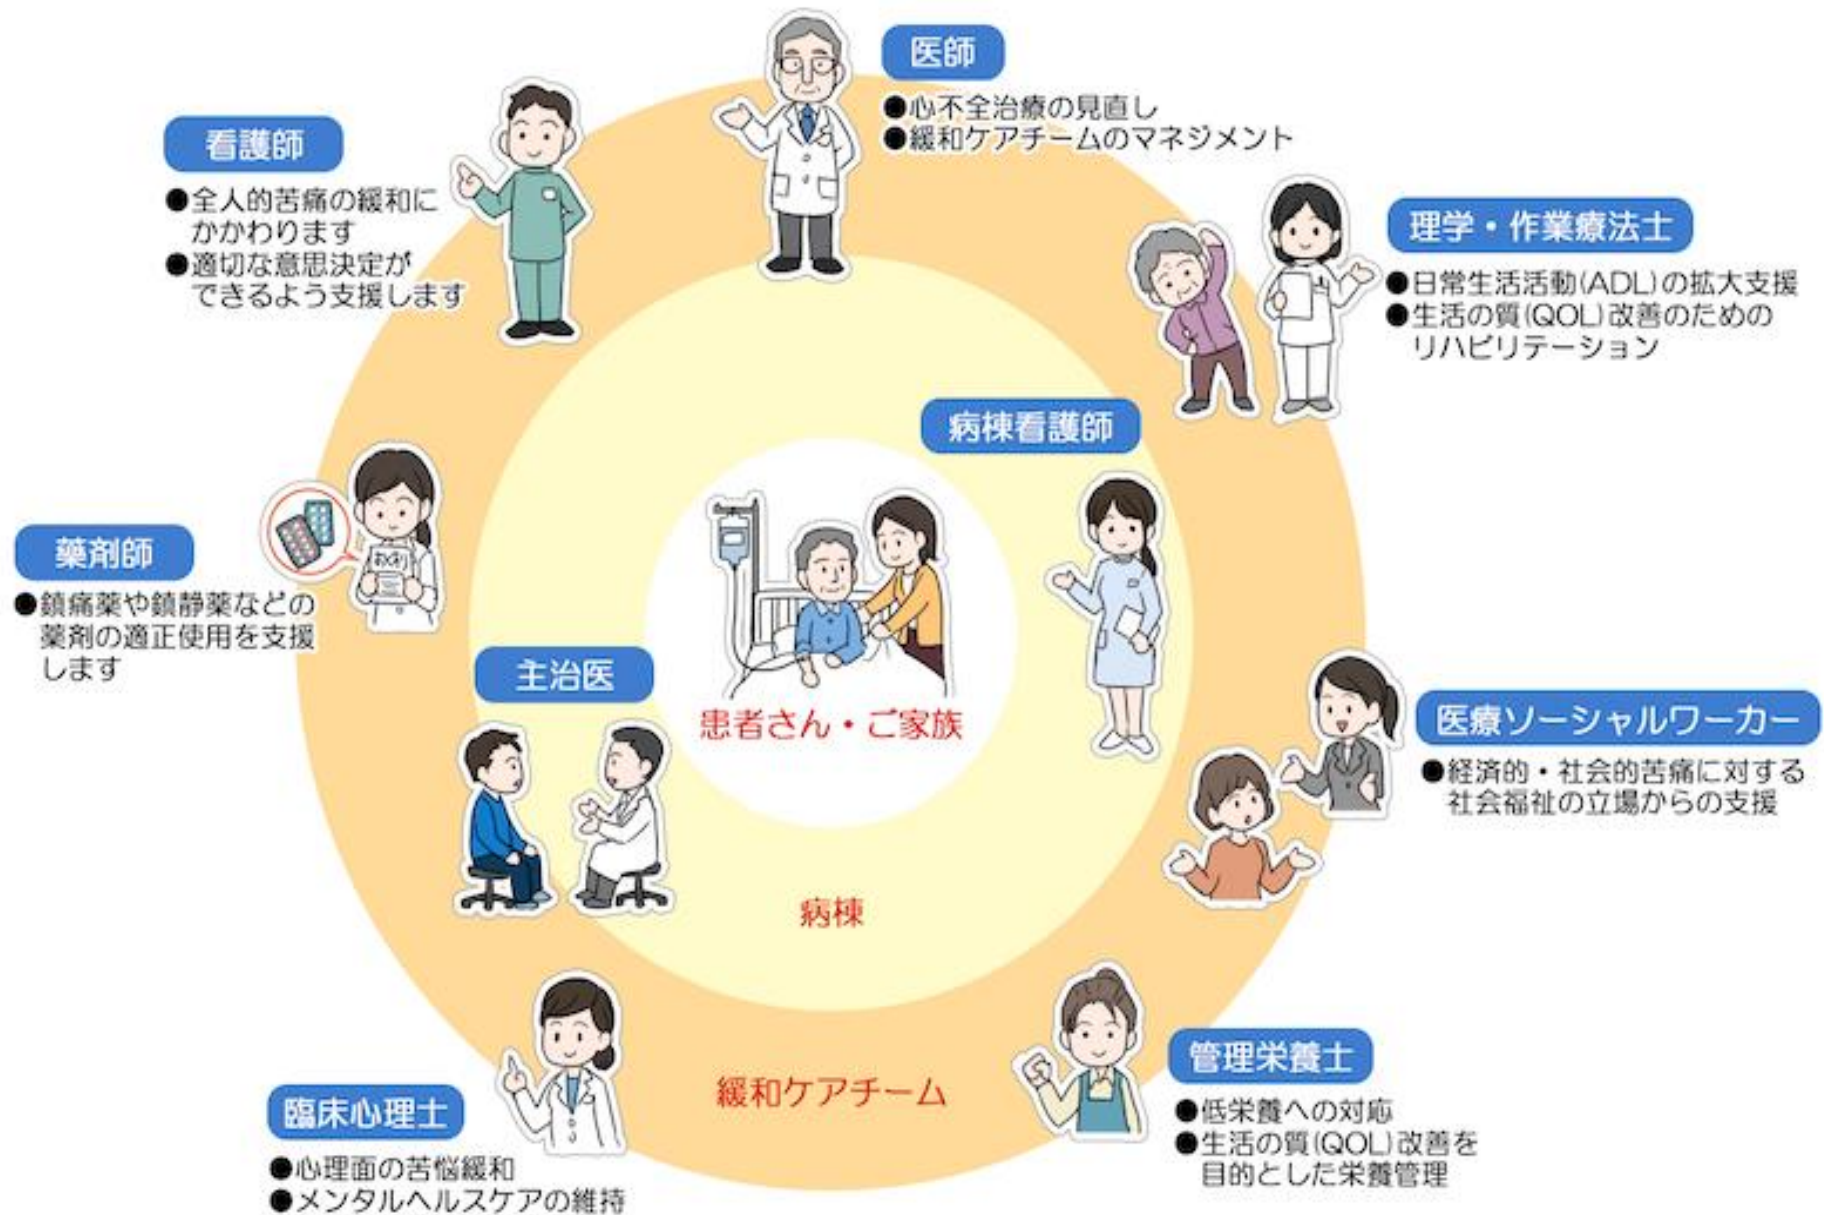 医師
●心不全治療の見直し
●緩和ケアチームのマネジメント
看護師
●全人的苦痛の緩和に
かかわります
●適切な意思決定が
できるよう支援します
理学・作業療法士
●日常生活活動(ADL)の拡大支援
●生活の質(QOL)改善のための
リハビリテーション
病棟看護師
薬剤師
●鎮痛薬や鎮静薬などの
薬剤の適正使用を支援
します
おくすり
主治医
患者さん・ご家族
医療ソーシャルワーカー
●経済的・社会的苦痛に対する
社会福祉の立場からの支援
病棟
緩和ケアチーム
管理栄養士
●低栄養への対応
●生活の質(QOL)改善を
目的とした栄養管理
臨床心理士
●心理面の苦悩緩和
●メンタルヘルスケアの維持